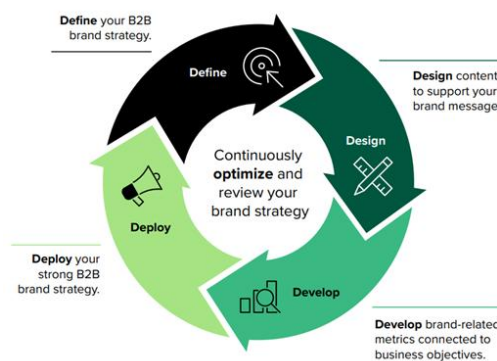 Define your B2B
brand strategy.
Define
Design content
to support your
brand message
Design
Continuously
optimize and
review your
brand strategy
Deploy
Deploy your
strong B2B
brand strategy.
Develop
Develop brand-related
metrics connected to
business objectives.